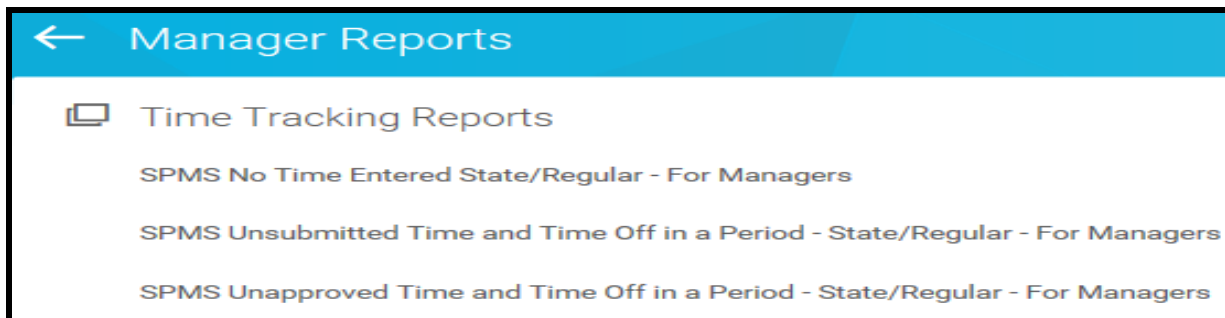 Manager Reports
Time Tracking Reports
SPMS No Time Entered State/Regular - For Managers
SPMS Unsubmitted Time and Time Off in a Period - State/Regular - For Managers
SPMS Unapproved Time and Time Off in a Period - State/Regular - For Managers